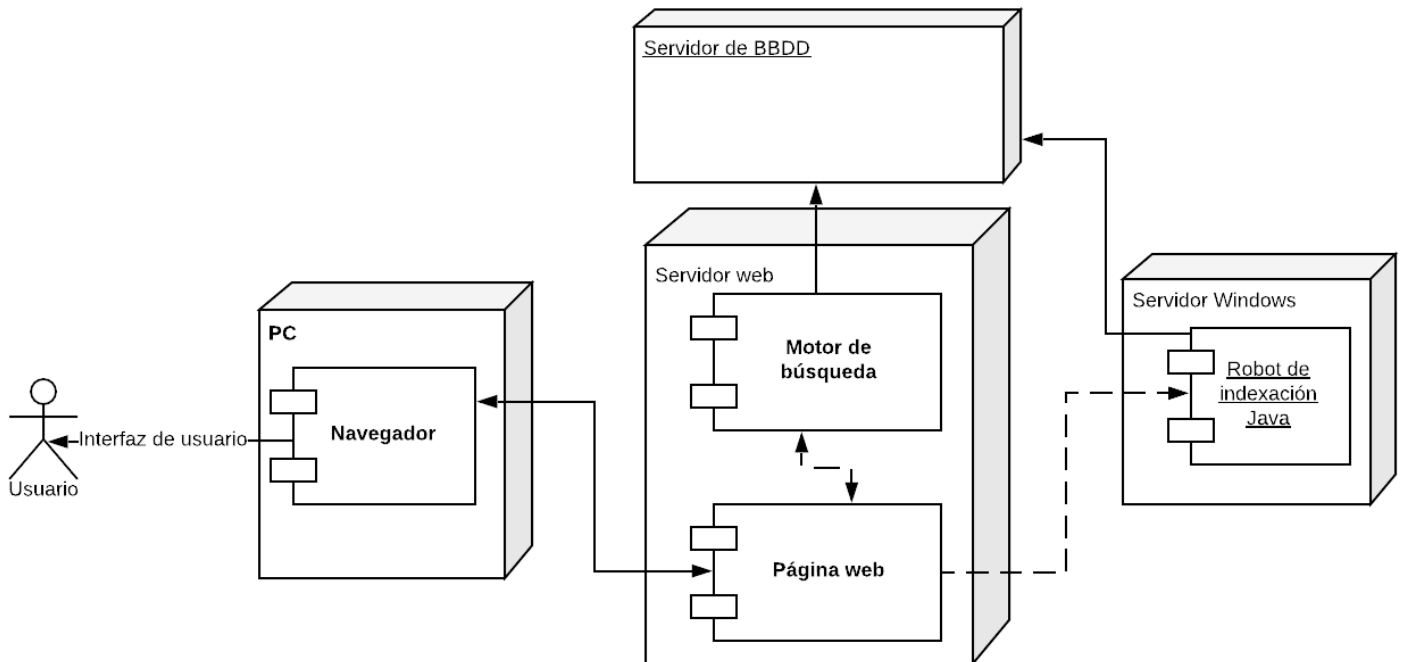 Servidor de BBDD
Servidor web
Motor de
búsqueda
Servidor Windows
Robot de
indexación
Java
PC
Navegador
Interfaz de usuario
Usuario
Página web